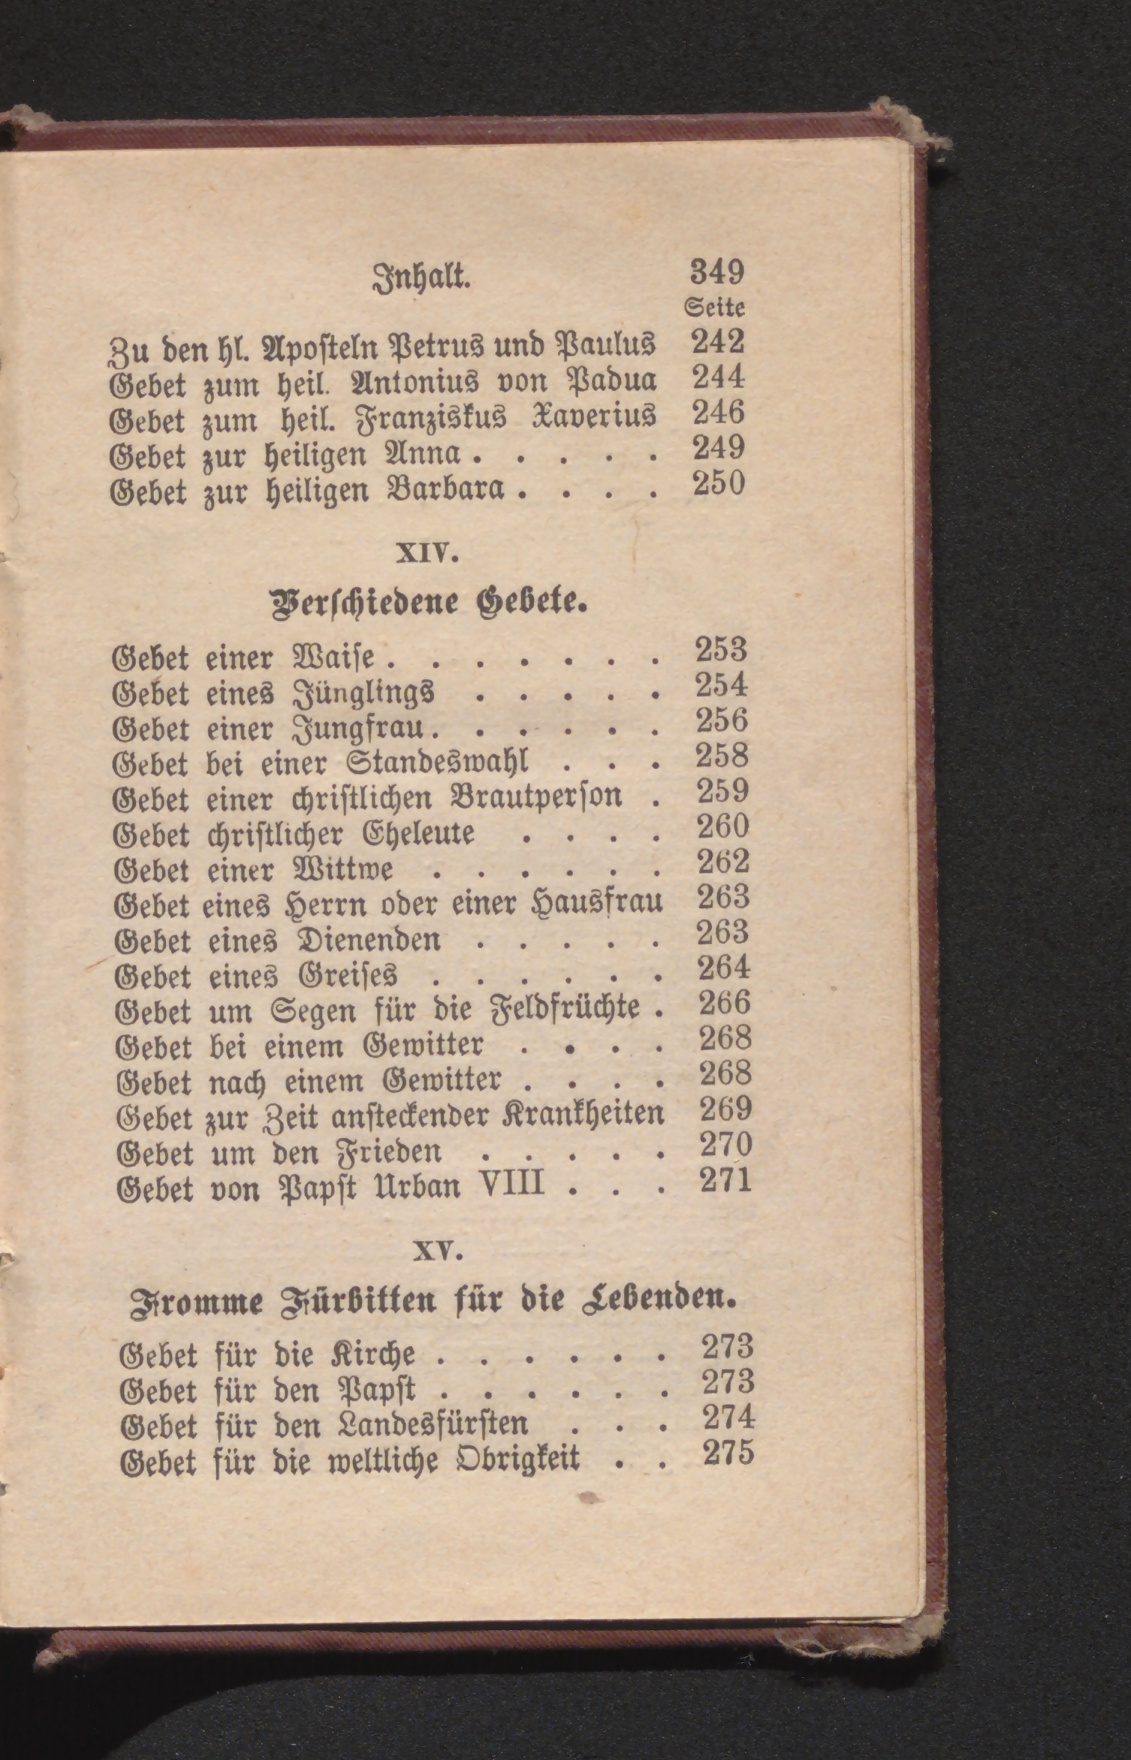 Inhalt. 349
Seite
Zu den hl. Apoſteln Petrus und Paulus 242
Gebet zum heil. Antonius von Padua 244
Gebet zum heil. Franziskus Xaverius 246
Gebet zur heiligen Anna . . . . . 249
Gebet zur heiligen Barbara . . . . 250
XIV.
Verſchiedene Gebete.
Gebet einer Waiſe . . . . . . . 253
Gebet eines Jünglings . . . . . 254
Gebet einer Jungfrau . . . . . . 256
Gebet bei einer Standeswahl . . . 258
Gebet einer chriſtlichen Brautperſon . 259
Gebet chriſtlicher Eheleute . . . . 260
Gebet einer Wittwe . . . . . . 262
Gebet eines Herrn oder einer Hausfrau 263
Gebet eines Dienenden . . . . . 263
Gebet eines Greiſes . . . . . . 264
Gebet um Segen für die Feldfrüchte . 266
Gebet bei einem Gewitter . . . . 268
Gebet nach einem Gewitter . . . . 268
Gebet zur Zeit anſteckender Krankheiten 269
Gebet um den Frieden . . . . . 270
Gebet von Papſt Urban VIII . . . 271
XV.
Fromme Fürbitten für die Lebenden.
Gebet für die Kirche . . . . . . 273
Gebet für den Papſt . . . . . . 273
Gebet für den Landesfürſten . . . 274
Gebet für die weltliche Obrigkeit . . 275